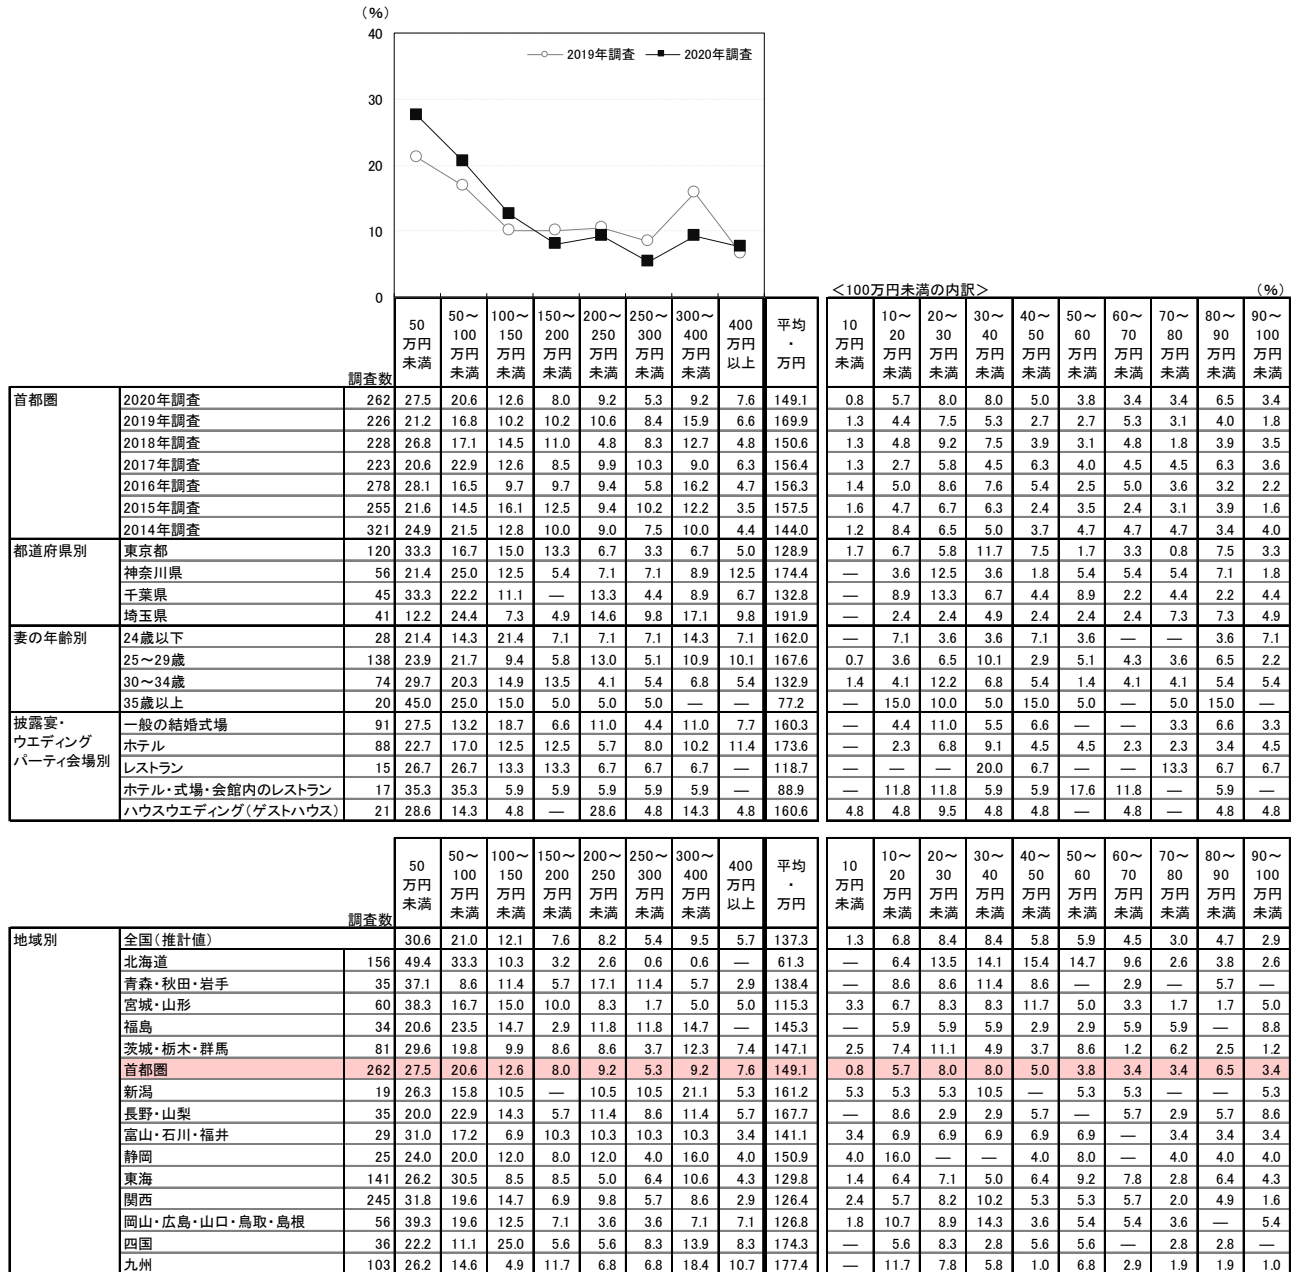 (%)
40
2019年調査 2020年調査
30
20
10
0
<100万円未満の内訳> (%)
調査数 50万円未満 50～100万円未満 100～150万円未満 150～200万円未満 200～250万円未満 250～300万円未満 300～400万円未満 400万円以上 平均・万円 10万円未満 10～20万円未満 20～30万円未満 30～40万円未満 40～50万円未満 50～60万円未満 60～70万円未満 70～80万円未満 80～90万円未満 90～100万円未満
首都圏 2020年調査 262 27.5 20.6 12.6 8.0 9.2 5.3 9.2 7.6 149.1 0.8 5.7 8.0 8.0 5.0 3.8 3.4 3.4 6.5 3.4
2019年調査 226 21.2 16.8 10.2 10.2 10.6 8.4 15.9 6.6 169.9 1.3 4.4 7.5 5.3 2.7 2.7 5.3 3.1 4.0 1.8
2018年調査 228 26.8 17.1 14.5 11.0 4.8 8.3 12.7 4.8 150.6 1.3 4.8 9.2 7.5 3.9 3.1 4.8 1.8 3.9 3.5
2017年調査 223 20.6 22.9 12.6 8.5 9.9 10.3 9.0 6.3 156.4 1.3 2.7 5.8 4.5 6.3 4.0 4.5 4.5 6.3 3.6
2016年調査 278 28.1 16.5 9.7 9.7 9.4 5.8 16.2 4.7 156.3 1.4 5.0 8.6 7.6 5.4 2.5 5.0 3.6 3.2 2.2
2015年調査 255 21.6 14.5 16.1 12.5 9.4 10.2 12.2 3.5 157.5 1.6 4.7 6.7 6.3 2.4 3.5 2.4 3.1 3.9 1.6
2014年調査 321 24.9 21.5 12.8 10.0 9.0 7.5 10.0 4.4 144.0 1.2 8.4 6.5 5.0 3.7 4.7 4.7 4.7 3.4 4.0
都道府県別 東京都 120 33.3 16.7 15.0 13.3 6.7 3.3 6.7 5.0 128.9 1.7 6.7 5.8 11.7 7.5 1.7 3.3 0.8 7.5 3.3
神奈川県 56 21.4 25.0 12.5 5.4 7.1 7.1 8.9 12.5 174.4 — 3.6 12.5 3.6 1.8 5.4 5.4 5.4 7.1 1.8
千葉県 45 33.3 22.2 11.1 — 13.3 4.4 8.9 6.7 132.8 — 8.9 13.3 6.7 4.4 8.9 2.2 4.4 2.2 4.4
埼玉県 41 12.2 24.4 7.3 4.9 14.6 9.8 17.1 9.8 191.9 — 2.4 2.4 4.9 2.4 2.4 2.4 7.3 7.3 4.9
妻の年齢別 24歳以下 28 21.4 14.3 21.4 7.1 7.1 7.1 14.3 7.1 162.0 — 7.1 3.6 3.6 7.1 3.6 — — 3.6 7.1
25～29歳 138 23.9 21.7 9.4 5.8 13.0 5.1 10.9 10.1 167.6 0.7 3.6 6.5 10.1 2.9 5.1 4.3 3.6 6.5 2.2
30～34歳 74 29.7 20.3 14.9 13.5 4.1 5.4 6.8 5.4 132.9 1.4 4.1 12.2 6.8 5.4 1.4 4.1 4.1 5.4 5.4
35歳以上 20 45.0 25.0 15.0 5.0 5.0 5.0 — — 77.2 — 15.0 10.0 5.0 15.0 5.0 — 5.0 15.0 —
披露宴・ウエディングパーティ会場別 一般の結婚式場 91 27.5 13.2 18.7 6.6 11.0 4.4 11.0 7.7 160.3 — 4.4 11.0 5.5 6.6 — — 3.3 6.6 3.3
ホテル 88 22.7 17.0 12.5 12.5 5.7 8.0 10.2 11.4 173.6 — 2.3 6.8 9.1 4.5 4.5 2.3 2.3 3.4 4.5
レストラン 15 26.7 26.7 13.3 13.3 6.7 6.7 6.7 — 118.7 — — — 20.0 6.7 — — 13.3 6.7 6.7
ホテル・式場・会館内のレストラン 17 35.3 35.3 5.9 5.9 5.9 5.9 5.9 — 88.9 — 11.8 11.8 5.9 5.9 17.6 11.8 — 5.9 —
ハウスウエディング(ゲストハウス) 21 28.6 14.3 4.8 — 28.6 4.8 14.3 4.8 160.6 4.8 4.8 9.5 4.8 4.8 — 4.8 — 4.8 4.8
調査数 50万円未満 50～100万円未満 100～150万円未満 150～200万円未満 200～250万円未満 250～300万円未満 300～400万円未満 400万円以上 平均・万円 10万円未満 10～20万円未満 20～30万円未満 30～40万円未満 40～50万円未満 50～60万円未満 60～70万円未満 70～80万円未満 80～90万円未満 90～100万円未満
地域別 全国(推計値) 30.6 21.0 12.1 7.6 8.2 5.4 9.5 5.7 137.3 1.3 6.8 8.4 8.4 5.8 5.9 4.5 3.0 4.7 2.9
北海道 156 49.4 33.3 10.3 3.2 2.6 0.6 0.6 — 61.3 — 6.4 13.5 14.1 15.4 14.7 9.6 2.6 3.8 2.6
青森・秋田・岩手 35 37.1 8.6 11.4 5.7 17.1 11.4 5.7 2.9 138.4 — 8.6 8.6 11.4 8.6 — 2.9 — 5.7 —
宮城・山形 60 38.3 16.7 15.0 10.0 8.3 1.7 5.0 5.0 115.3 3.3 6.7 8.3 8.3 11.7 5.0 3.3 1.7 1.7 5.0
福島 34 20.6 23.5 14.7 2.9 11.8 11.8 14.7 — 145.3 — 5.9 5.9 5.9 2.9 2.9 5.9 5.9 — 8.8
茨城・栃木・群馬 81 29.6 19.8 9.9 8.6 8.6 3.7 12.3 7.4 147.1 2.5 7.4 11.1 4.9 3.7 8.6 1.2 6.2 2.5 1.2
首都圏 262 27.5 20.6 12.6 8.0 9.2 5.3 9.2 7.6 149.1 0.8 5.7 8.0 8.0 5.0 3.8 3.4 3.4 6.5 3.4
新潟 19 26.3 15.8 10.5 — 10.5 10.5 21.1 5.3 161.2 5.3 5.3 5.3 10.5 — 5.3 5.3 — — 5.3
長野・山梨 35 20.0 22.9 14.3 5.7 11.4 8.6 11.4 5.7 167.7 — 8.6 2.9 2.9 5.7 — 5.7 2.9 5.7 8.6
富山・石川・福井 29 31.0 17.2 6.9 10.3 10.3 10.3 10.3 3.4 141.1 3.4 6.9 6.9 6.9 6.9 6.9 — 3.4 3.4 3.4
静岡 25 24.0 20.0 12.0 8.0 12.0 4.0 16.0 4.0 150.9 4.0 16.0 — — 4.0 8.0 — 4.0 4.0 4.0
東海 141 26.2 30.5 8.5 8.5 5.0 6.4 10.6 4.3 129.8 1.4 6.4 7.1 5.0 6.4 9.2 7.8 2.8 6.4 4.3
関西 245 31.8 19.6 14.7 6.9 9.8 5.7 8.6 2.9 126.4 2.4 5.7 8.2 10.2 5.3 5.3 5.7 2.0 4.9 1.6
岡山・広島・山口・鳥取・島根 56 39.3 19.6 12.5 7.1 3.6 3.6 7.1 7.1 126.8 1.8 10.7 8.9 14.3 3.6 5.4 5.4 3.6 — 5.4
四国 36 22.2 11.1 25.0 5.6 5.6 8.3 13.9 8.3 174.3 — 5.6 8.3 2.8 5.6 5.6 — 2.8 2.8 —
九州 103 26.2 14.6 4.9 11.7 6.8 6.8 18.4 10.7 177.4 — 11.7 7.8 5.8 1.0 6.8 2.9 1.9 1.9 1.0